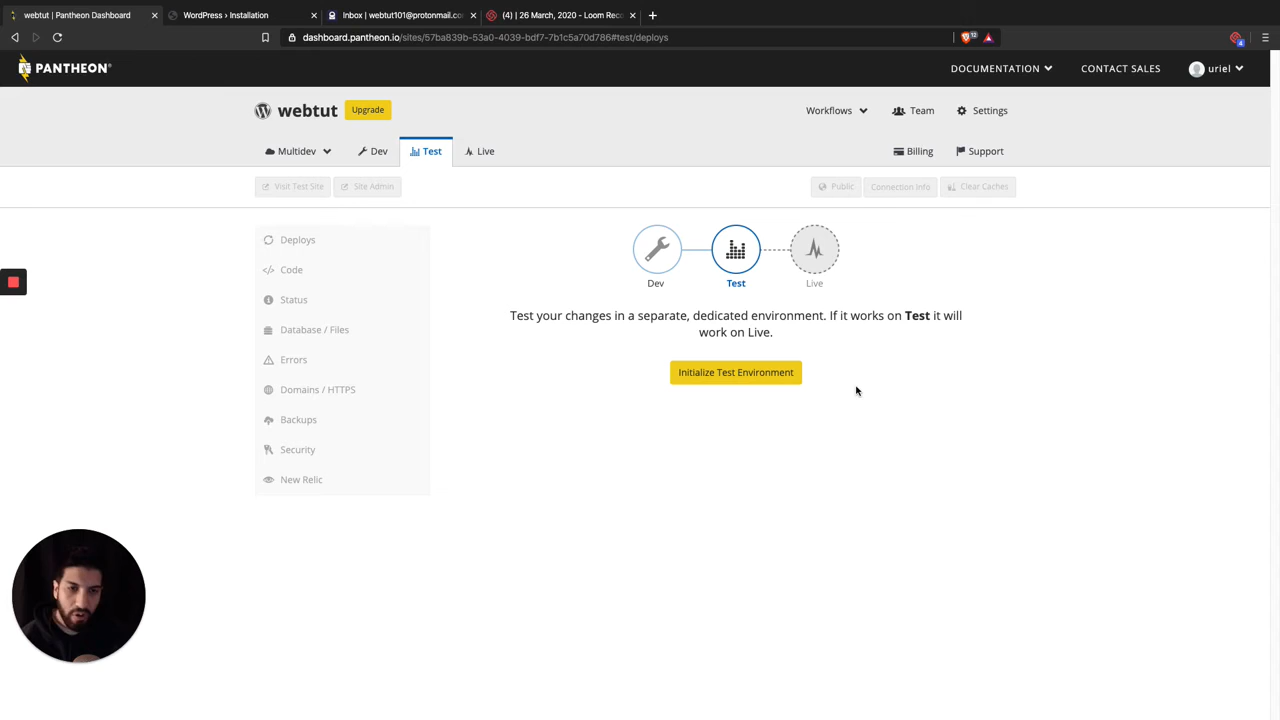 webtut | Pantheon Dashboard
WordPress › Installation
Inbox | webtut101@protonmail.co
(4) | 26 March, 2020 - Loom Reco
dashboard.pantheon.io/sites/57ba839b-53a0-4039-bdf7-7b1c5a70d786#test/deploys
12
4
PANTHEON
DOCUMENTATION
CONTACT SALES
uriel
webtut
Upgrade
Workflows
Team
Settings
Multidev
Dev
Test
Live
Billing
Support
Visit Test Site
Site Admin
Public
Connection Info
Clear Caches
Deploys
Code
Status
Database / Files
Errors
Domains / HTTPS
Backups
Security
New Relic
Dev
Test
Live
Test your changes in a separate, dedicated environment. If it works on Test it will
work on Live.
Initialize Test Environment